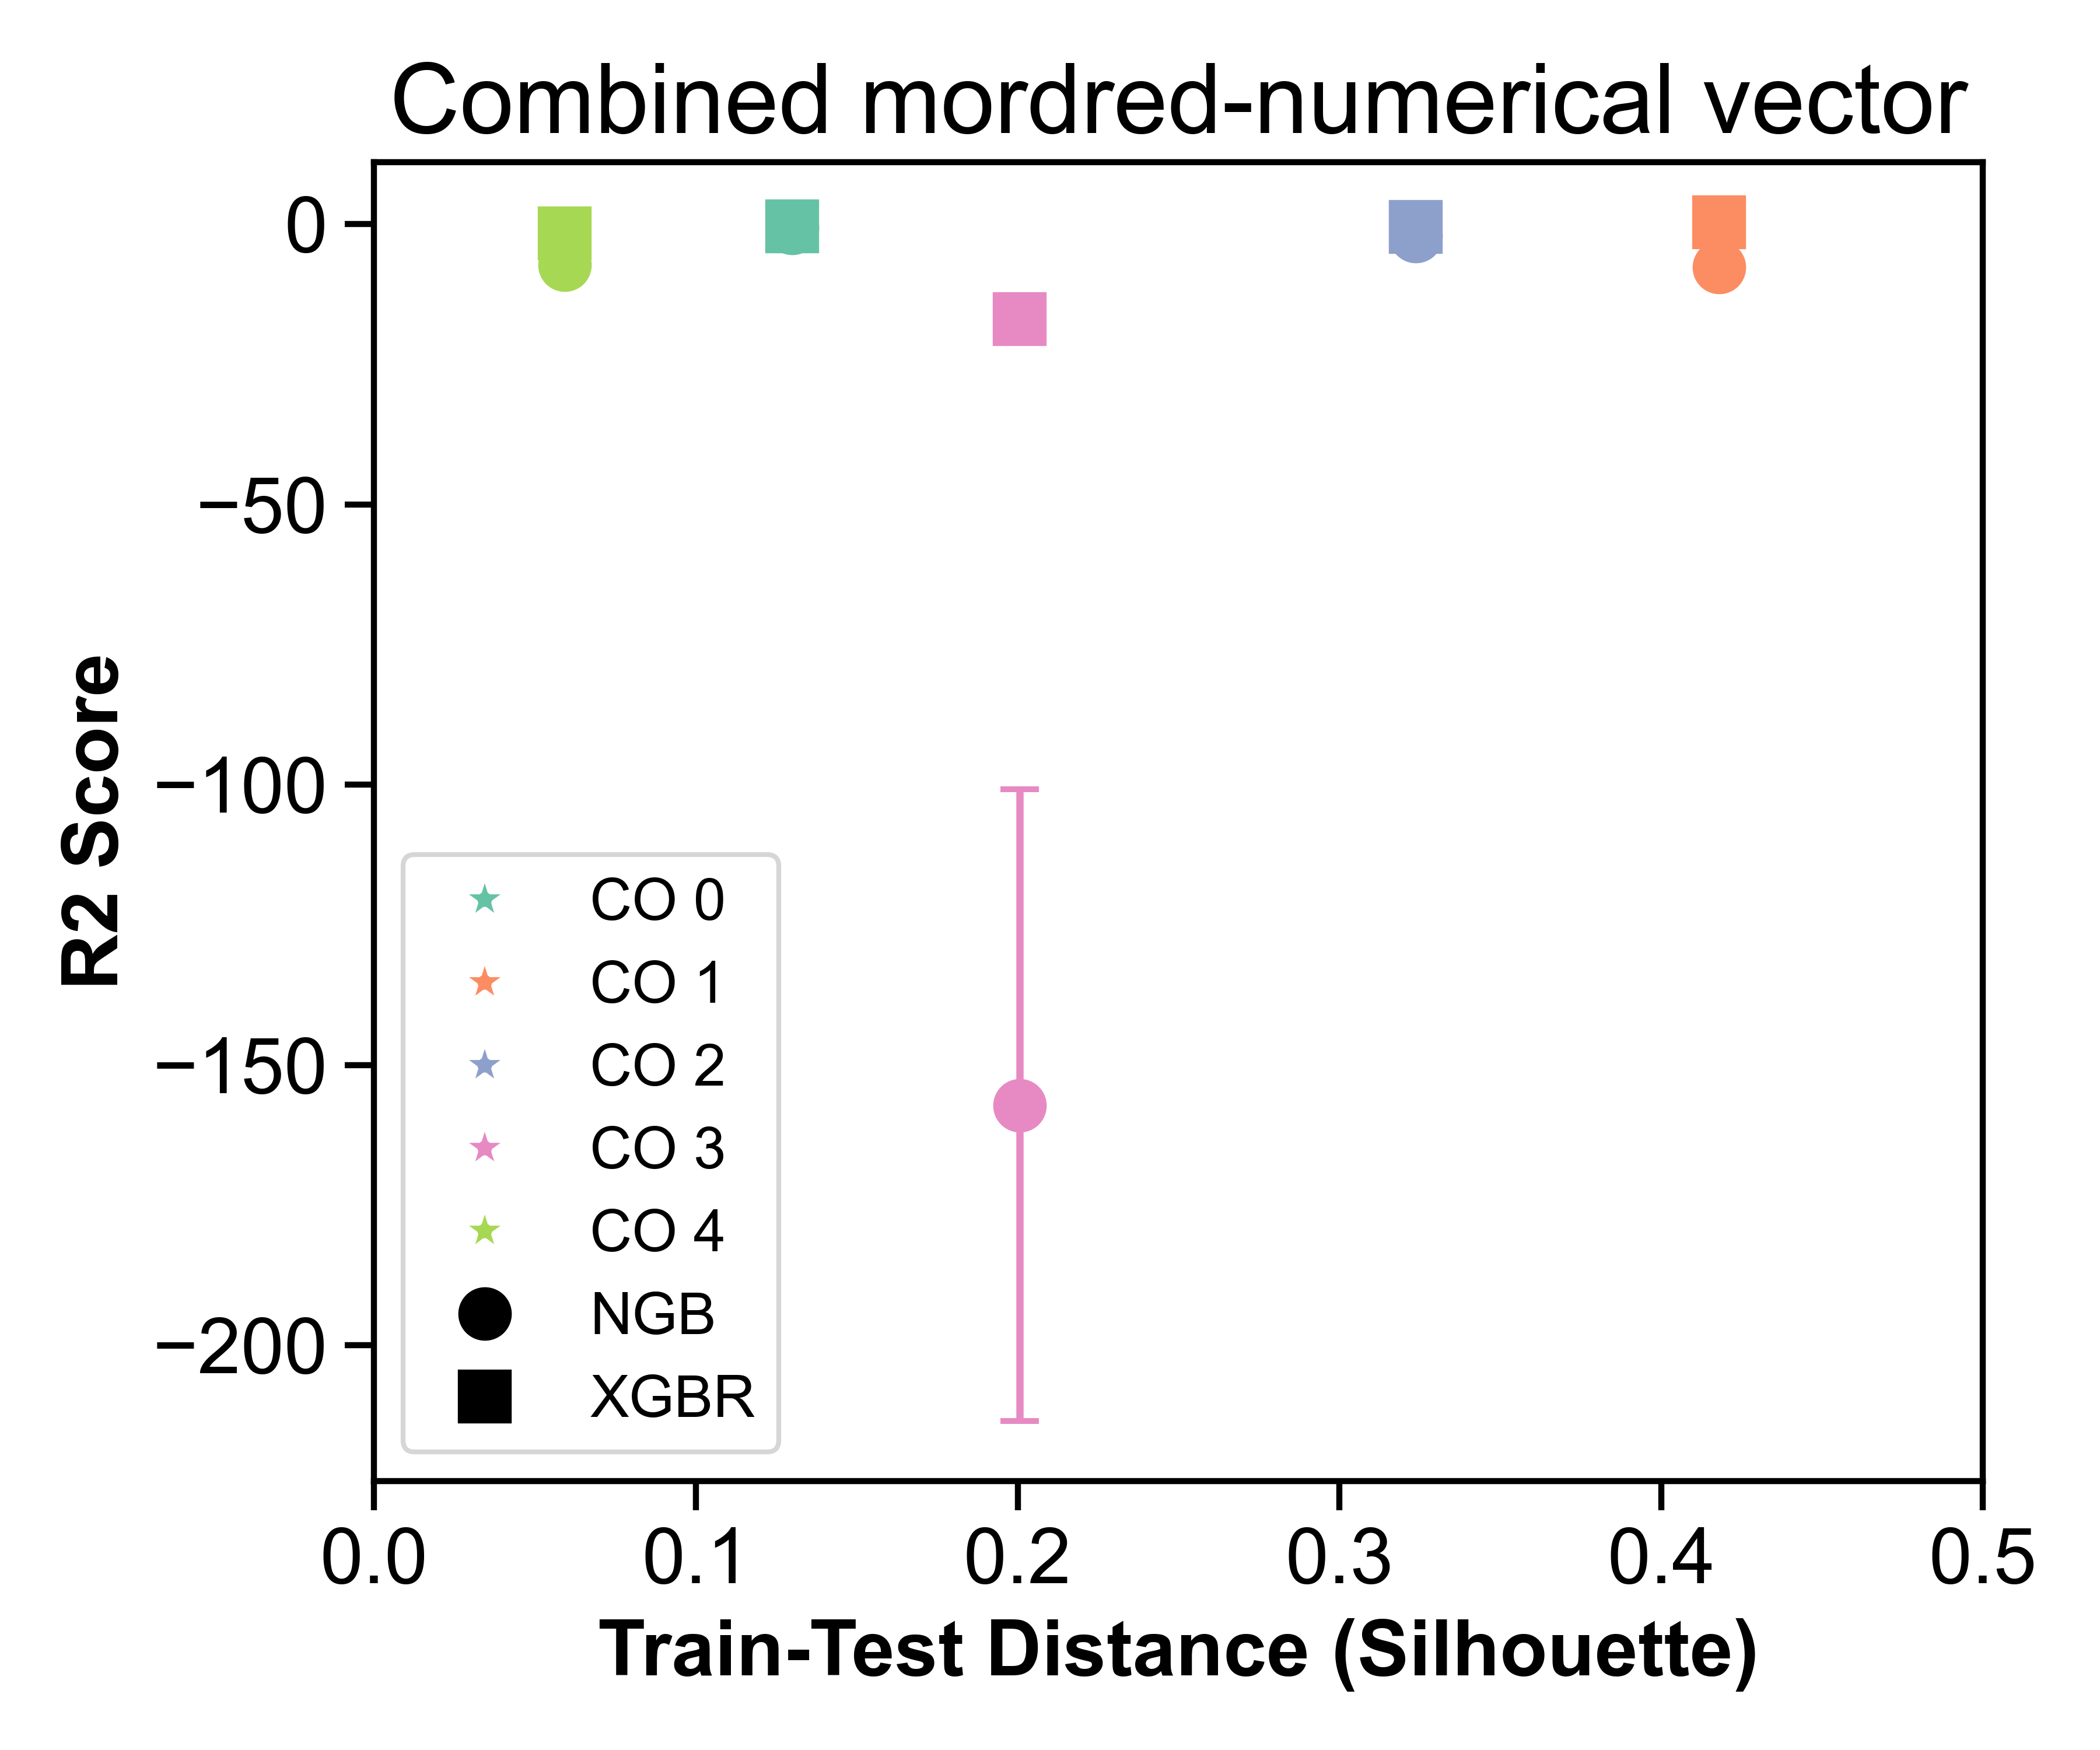 Combined mordred-numerical vector
0
−50
−100
−150
−200
R2 Score
CO 0
CO 1
CO 2
CO 3
CO 4
NGB
XGBR
0.0 0.1 0.2 0.3 0.4 0.5
Train-Test Distance (Silhouette)